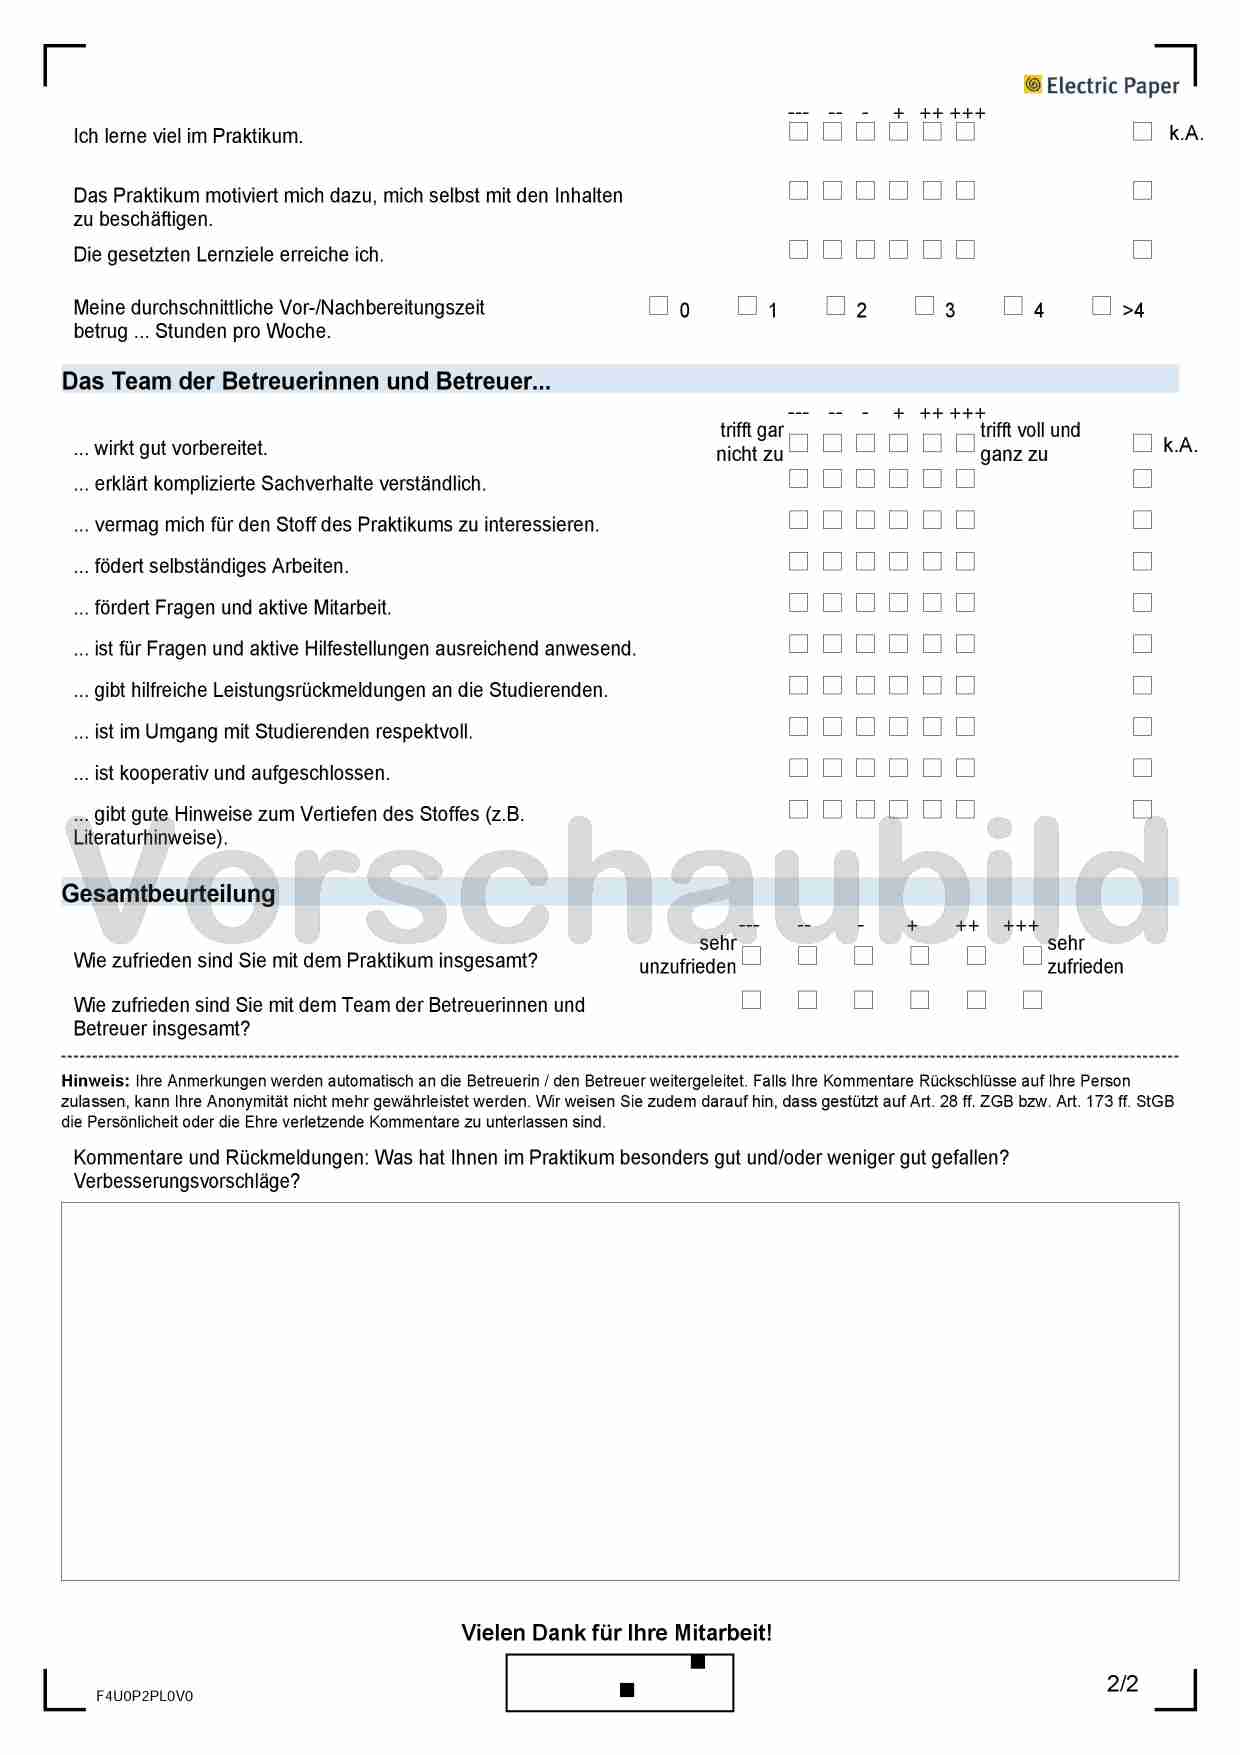 Electric Paper
--- -- - + ++ +++
Ich lerne viel im Praktikum. k.A.
Das Praktikum motiviert mich dazu, mich selbst mit den Inhalten
zu beschäftigen.
Die gesetzten Lernziele erreiche ich.
Meine durchschnittliche Vor-/Nachbereitungszeit
betrug ... Stunden pro Woche.
0 1 2 3 4 >4
Das Team der Betreuerinnen und Betreuer...
--- -- - + ++ +++
trifft gar
nicht zu
trifft voll und
ganz zu
... wirkt gut vorbereitet. k.A.
... erklärt komplizierte Sachverhalte verständlich.
... vermag mich für den Stoff des Praktikums zu interessieren.
... födert selbständiges Arbeiten.
... fördert Fragen und aktive Mitarbeit.
... ist für Fragen und aktive Hilfestellungen ausreichend anwesend.
... gibt hilfreiche Leistungsrückmeldungen an die Studierenden.
... ist im Umgang mit Studierenden respektvoll.
... ist kooperativ und aufgeschlossen.
... gibt gute Hinweise zum Vertiefen des Stoffes (z.B.
Literaturhinweise).
Vorschaubild
Gesamtbeurteilung
--- -- - + ++ +++
Wie zufrieden sind Sie mit dem Praktikum insgesamt?
sehr
unzufrieden
sehr
zufrieden
Wie zufrieden sind Sie mit dem Team der Betreuerinnen und
Betreuer insgesamt?
Hinweis: Ihre Anmerkungen werden automatisch an die Betreuerin / den Betreuer weitergeleitet. Falls Ihre Kommentare Rückschlüsse auf Ihre Person
zulassen, kann Ihre Anonymität nicht mehr gewährleistet werden. Wir weisen Sie zudem darauf hin, dass gestützt auf Art. 28 ff. ZGB bzw. Art. 173 ff. StGB
die Persönlicheit oder die Ehre verletzende Kommentare zu unterlassen sind.
Kommentare und Rückmeldungen: Was hat Ihnen im Praktikum besonders gut und/oder weniger gut gefallen?
Verbesserungsvorschläge?
Vielen Dank für Ihre Mitarbeit!
F4U0P2PL0V0
2/2